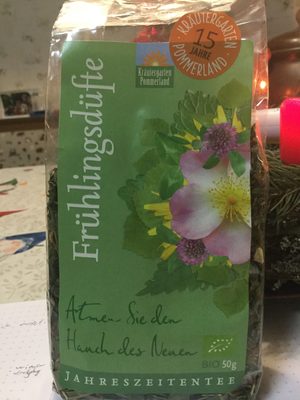 KRÄUTERGARTEN
15
JAHRE
POMMERLAND
Kräutergarten
Pommerland
Frühlingsdüfte
Atmen Sie den
Hauch des Neuen
BIO 50g
JAHRESZEITENTEE